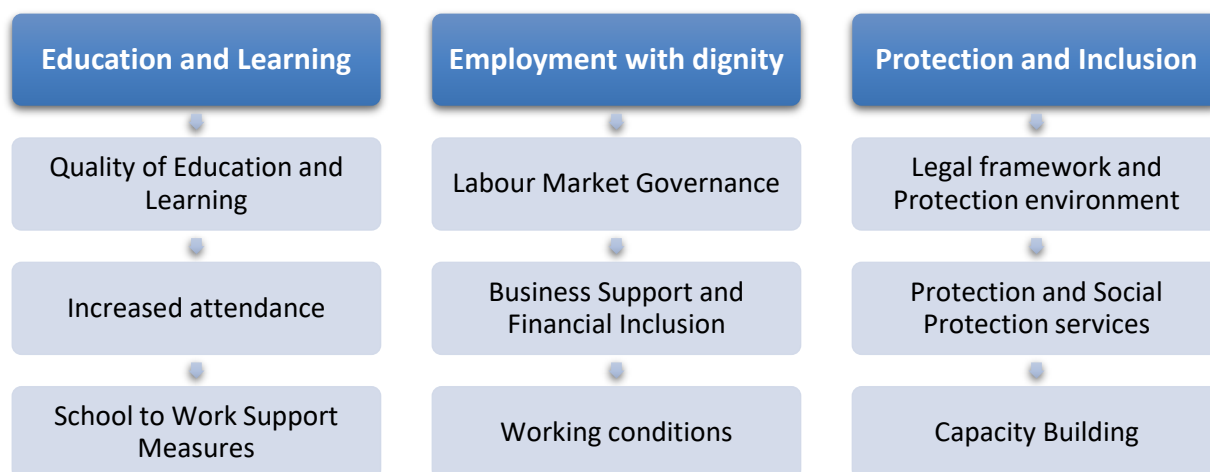 Education and Learning
Quality of Education and
Learning
Increased attendance
School to Work Support
Measures
Employment with dignity
Labour Market Governance
Business Support and
Financial Inclusion
Working conditions
Protection and Inclusion
Legal framework and
Protection environment
Protection and Social
Protection services
Capacity Building